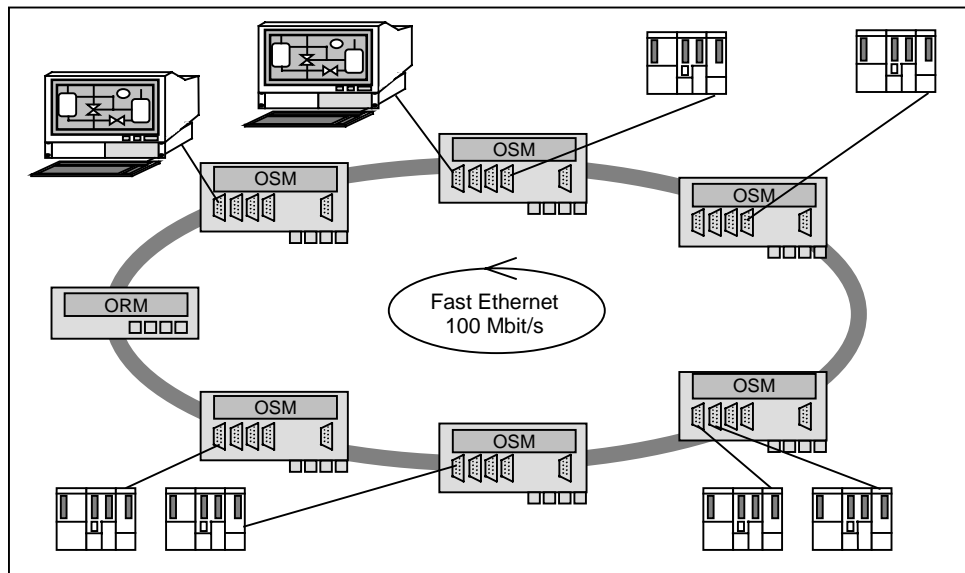 OSM
OSM
OSM
ORM
Fast Ethernet
100 Mbit/s
OSM
OSM
OSM